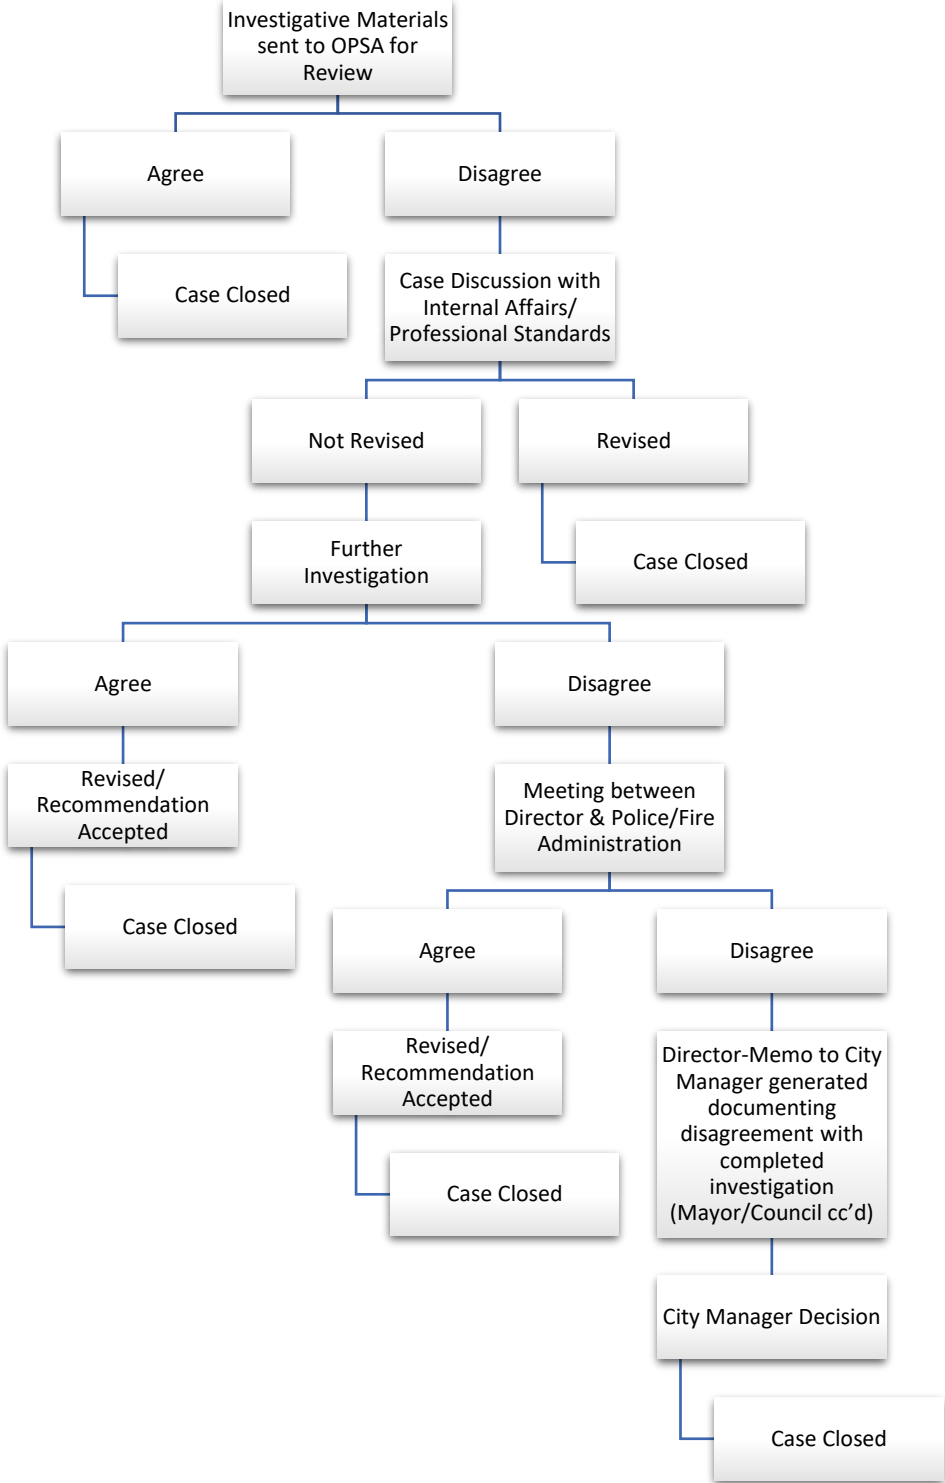 Investigative Materials
sent to OPSA for
Review
Agree
Disagree
Case Closed
Case Discussion with
Internal Affairs/
Professional Standards
Not Revised
Revised
Further
Investigation
Case Closed
Agree
Disagree
Revised/
Recommendation
Accepted
Meeting between
Director & Police/Fire
Administration
Case Closed
Agree
Disagree
Revised/
Recommendation
Accepted
Director-Memo to City
Manager generated
documenting
disagreement with
completed
investigation
(Mayor/Council cc’d)
Case Closed
City Manager Decision
Case Closed